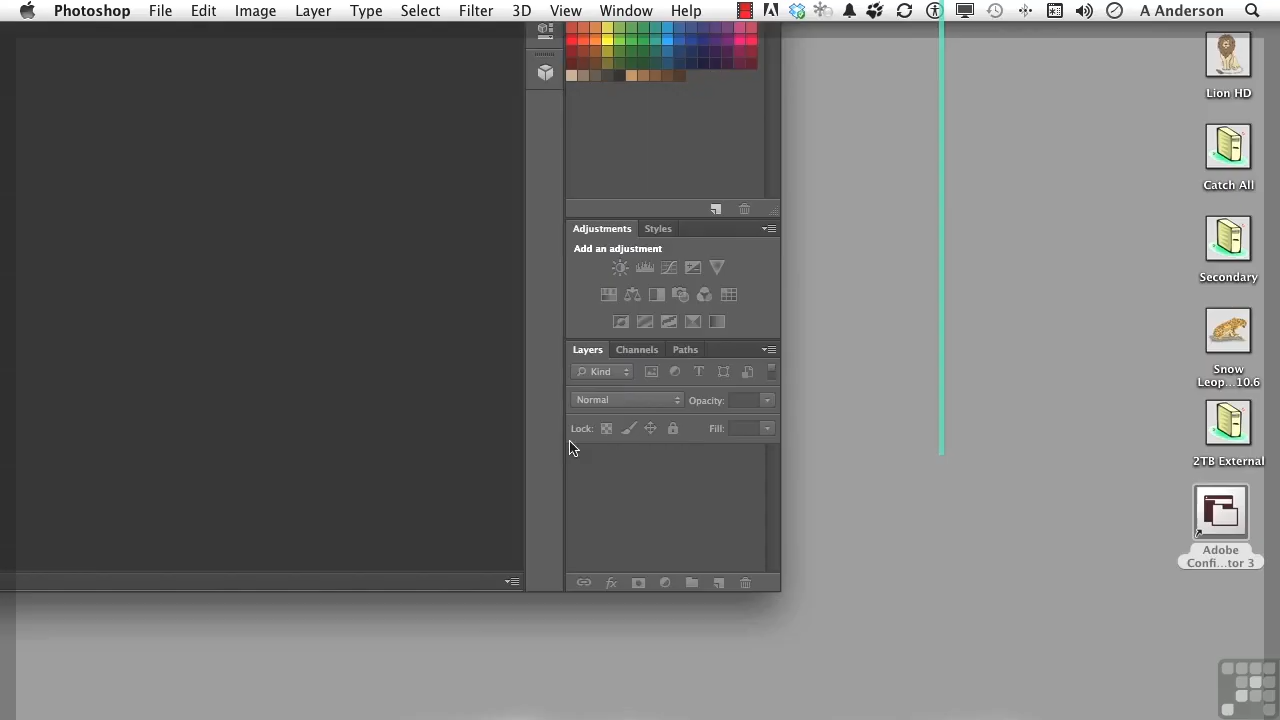 Photoshop File Edit Image Layer Type Select Filter 3D View Window Help A Anderson
Lion HD
Catch All
Adjustments Styles
Add an adjustment
Secondary
Layers Channels Paths
Kind
Snow
Leop...10.6
Normal Opacity:
Lock: Fill:
2TB External
Adobe
Confi...tor 3
fx